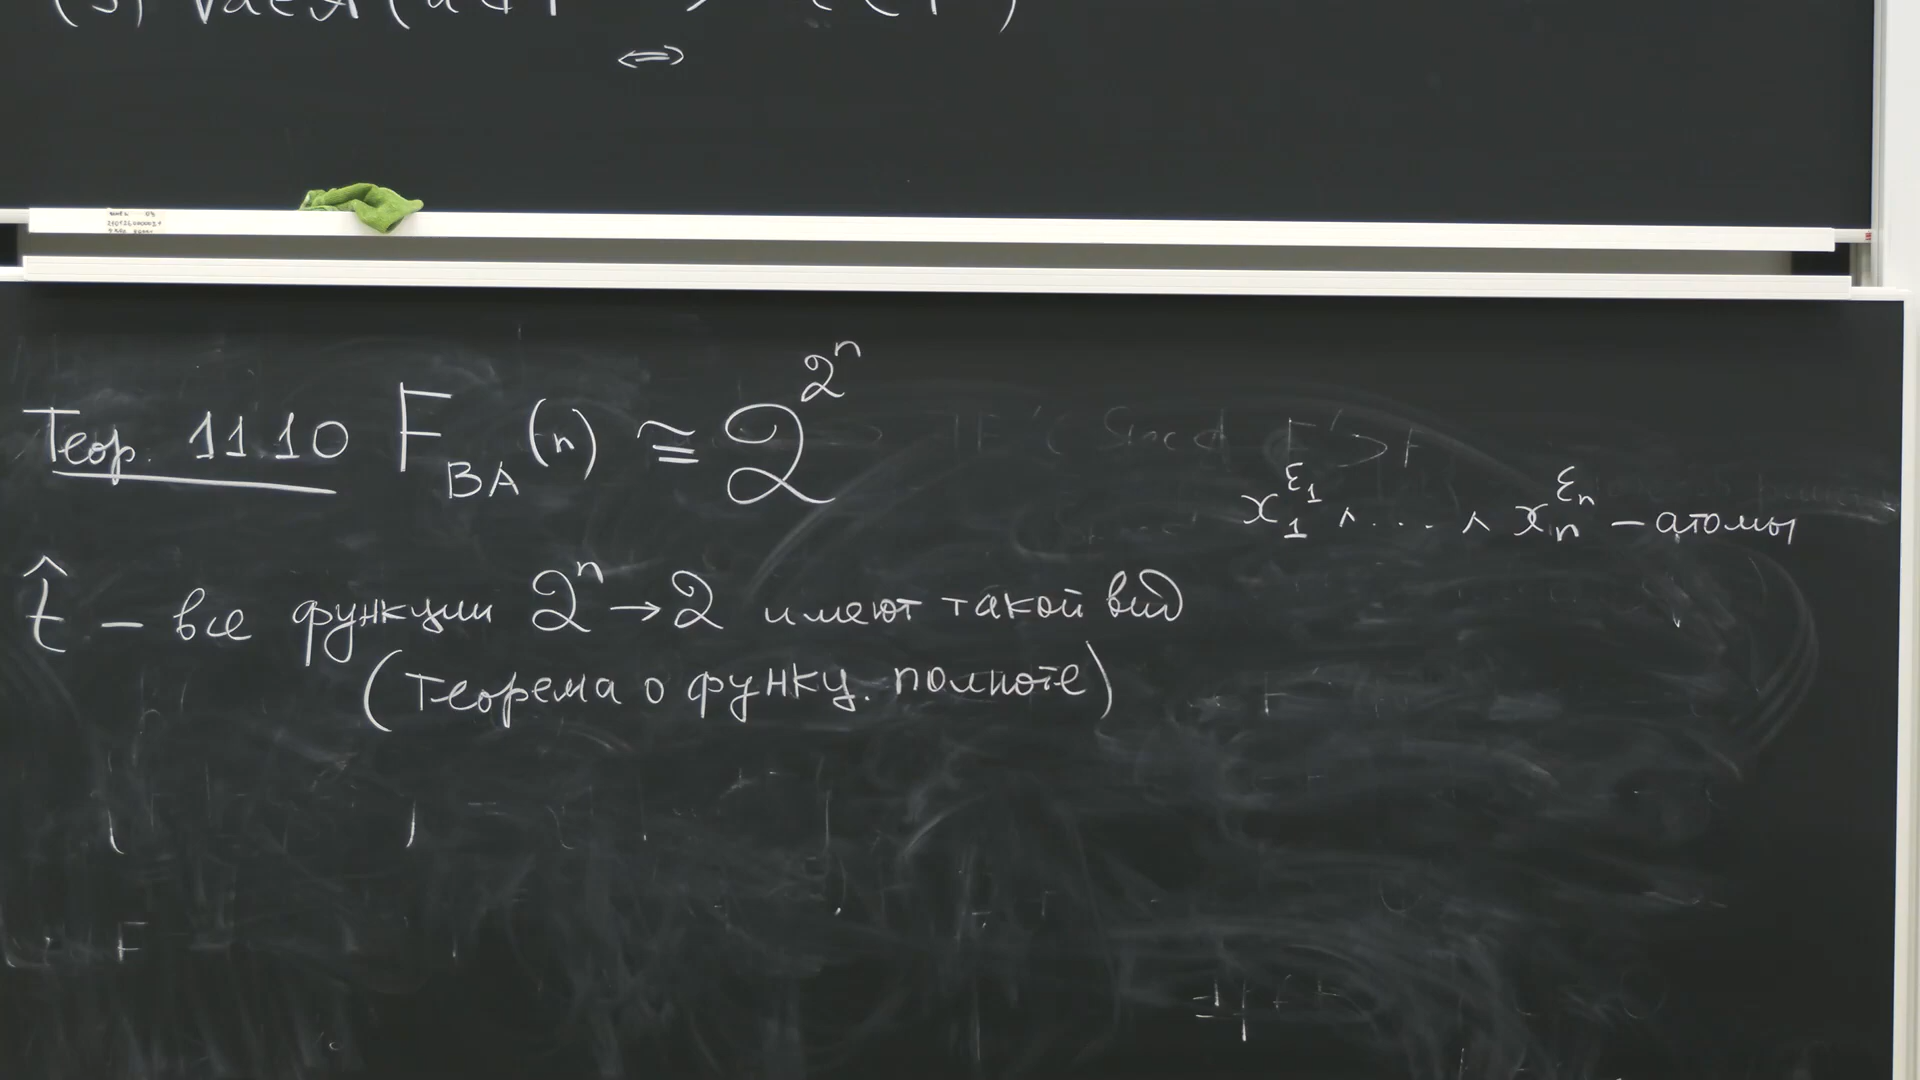 (3) ∀a∈A (a ∉ F
⇔
Теор. 11.10 F_BA (n) ≅ 2^2^n
x_1^ε_1 ∧ ... ∧ x_n^ε_n – атомы
t̂ – все функции 2^n → 2 имеют такой вид
(Теорема о функц. полноте)